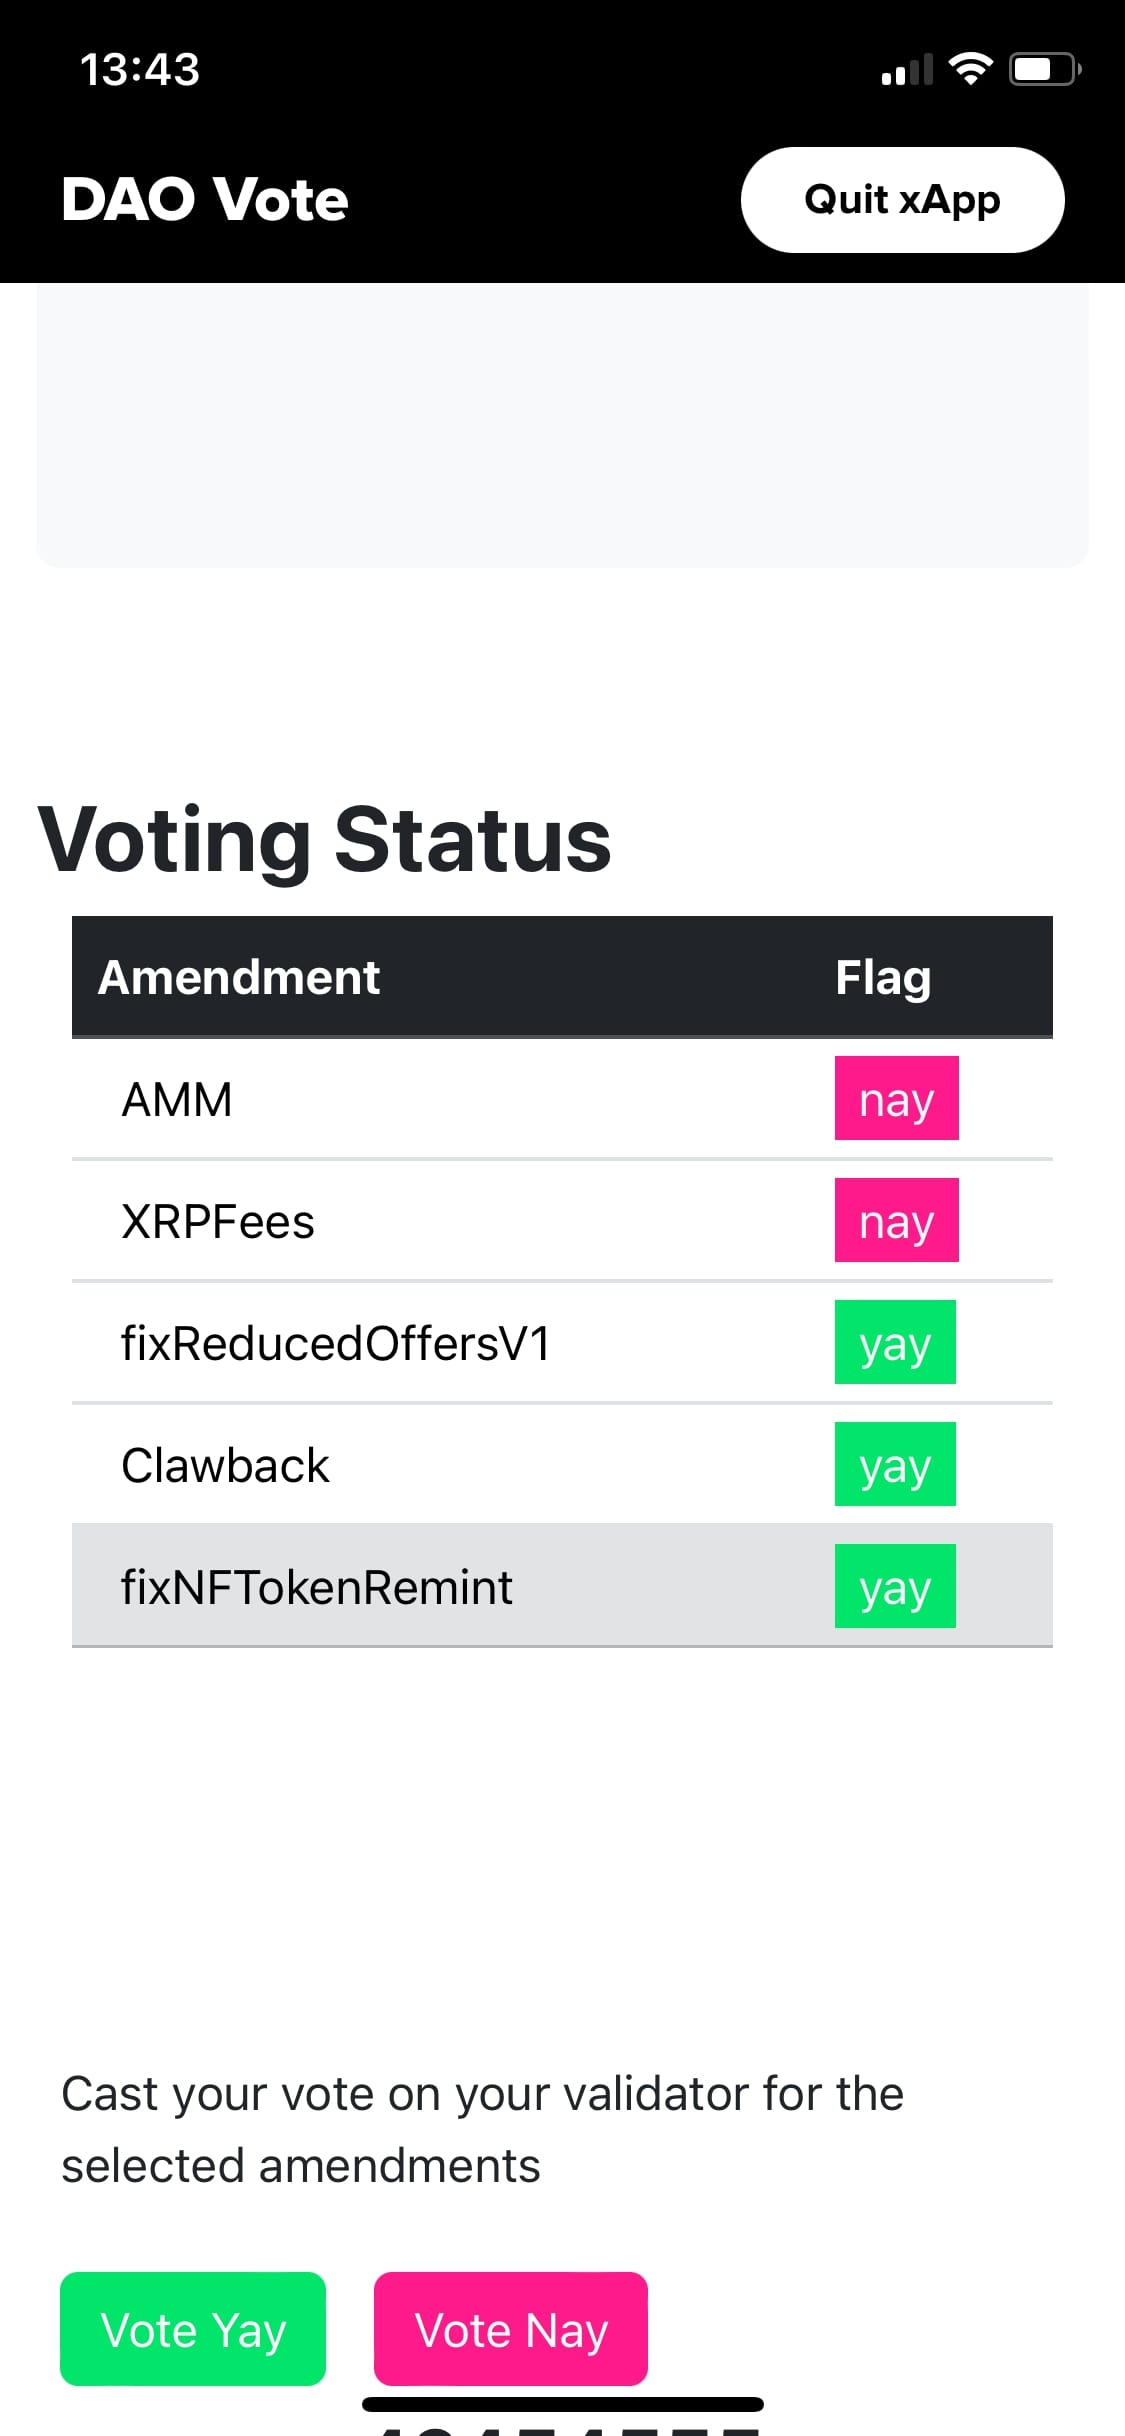 13:43
DAO Vote
Quit xApp
Voting Status
Amendment Flag
AMM nay
XRPFees nay
fixReducedOffersV1 yay
Clawback yay
fixNFTokenRemint yay
Cast your vote on your validator for the
selected amendments
Vote Yay Vote Nay